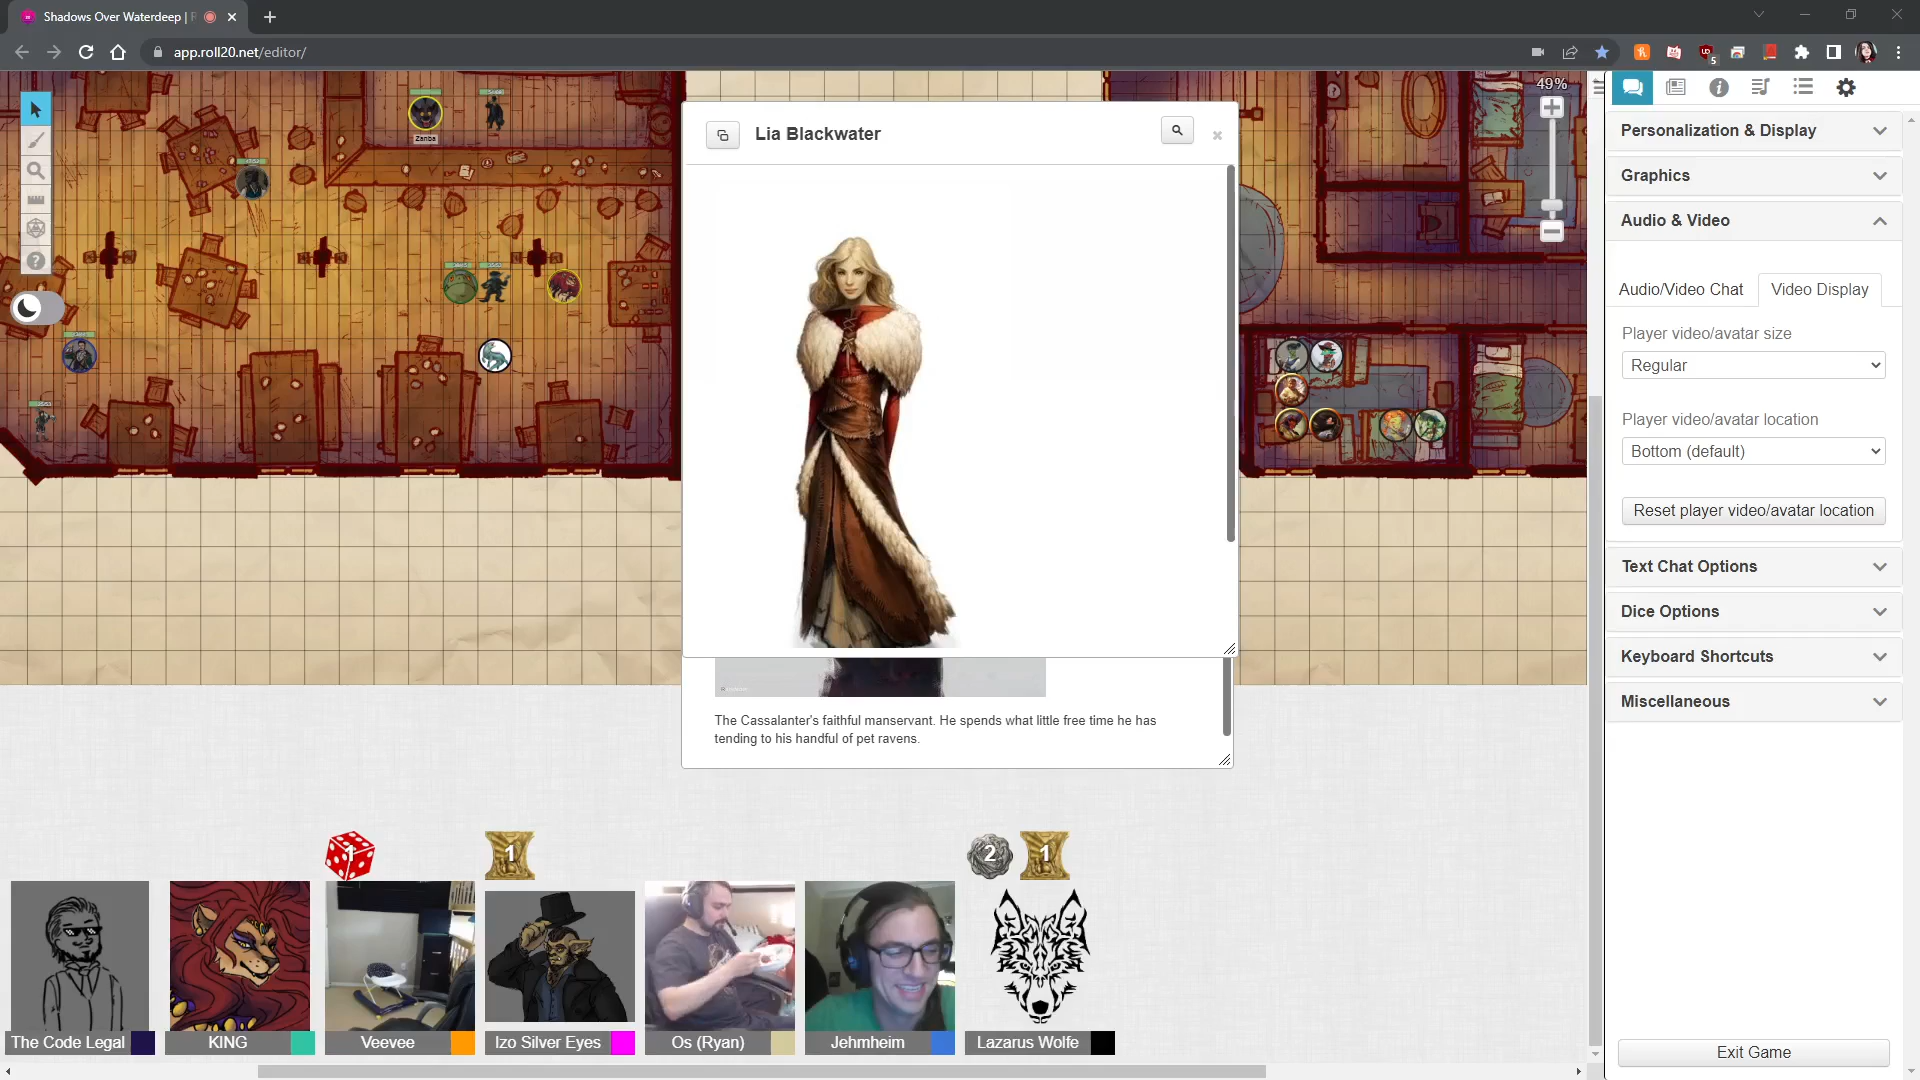 Shadows Over Waterdeep |
app.roll20.net/editor/
5
49%
Zanba
?
Lia Blackwater
The Cassalanter's faithful manservant. He spends what little free time he has
tending to his handful of pet ravens.
Personalization & Display
Graphics
Audio & Video
Audio/Video Chat
Video Display
Player video/avatar size
Regular
Player video/avatar location
Bottom (default)
Reset player video/avatar location
Text Chat Options
Dice Options
Keyboard Shortcuts
Miscellaneous
Exit Game
1
1
2
1
The Code Legal
KING
Veevee
Izo Silver Eyes
Os (Ryan)
Jehmheim
Lazarus Wolfe